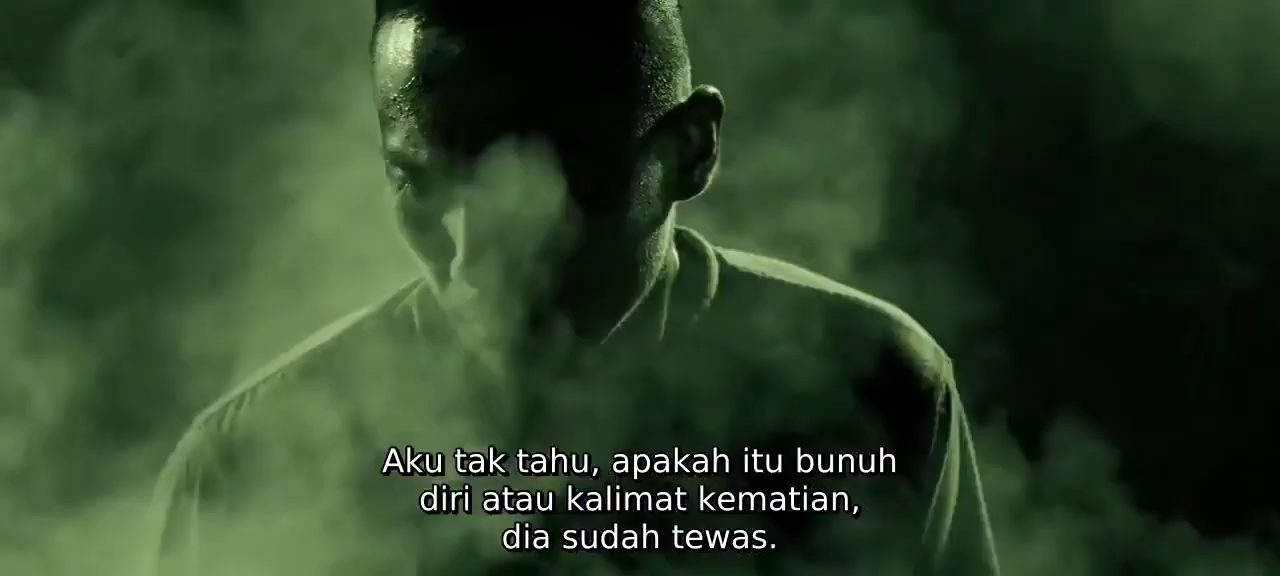 Aku tak tahu, apakah itu bunuh
diri atau kalimat kematian,
dia sudah tewas.